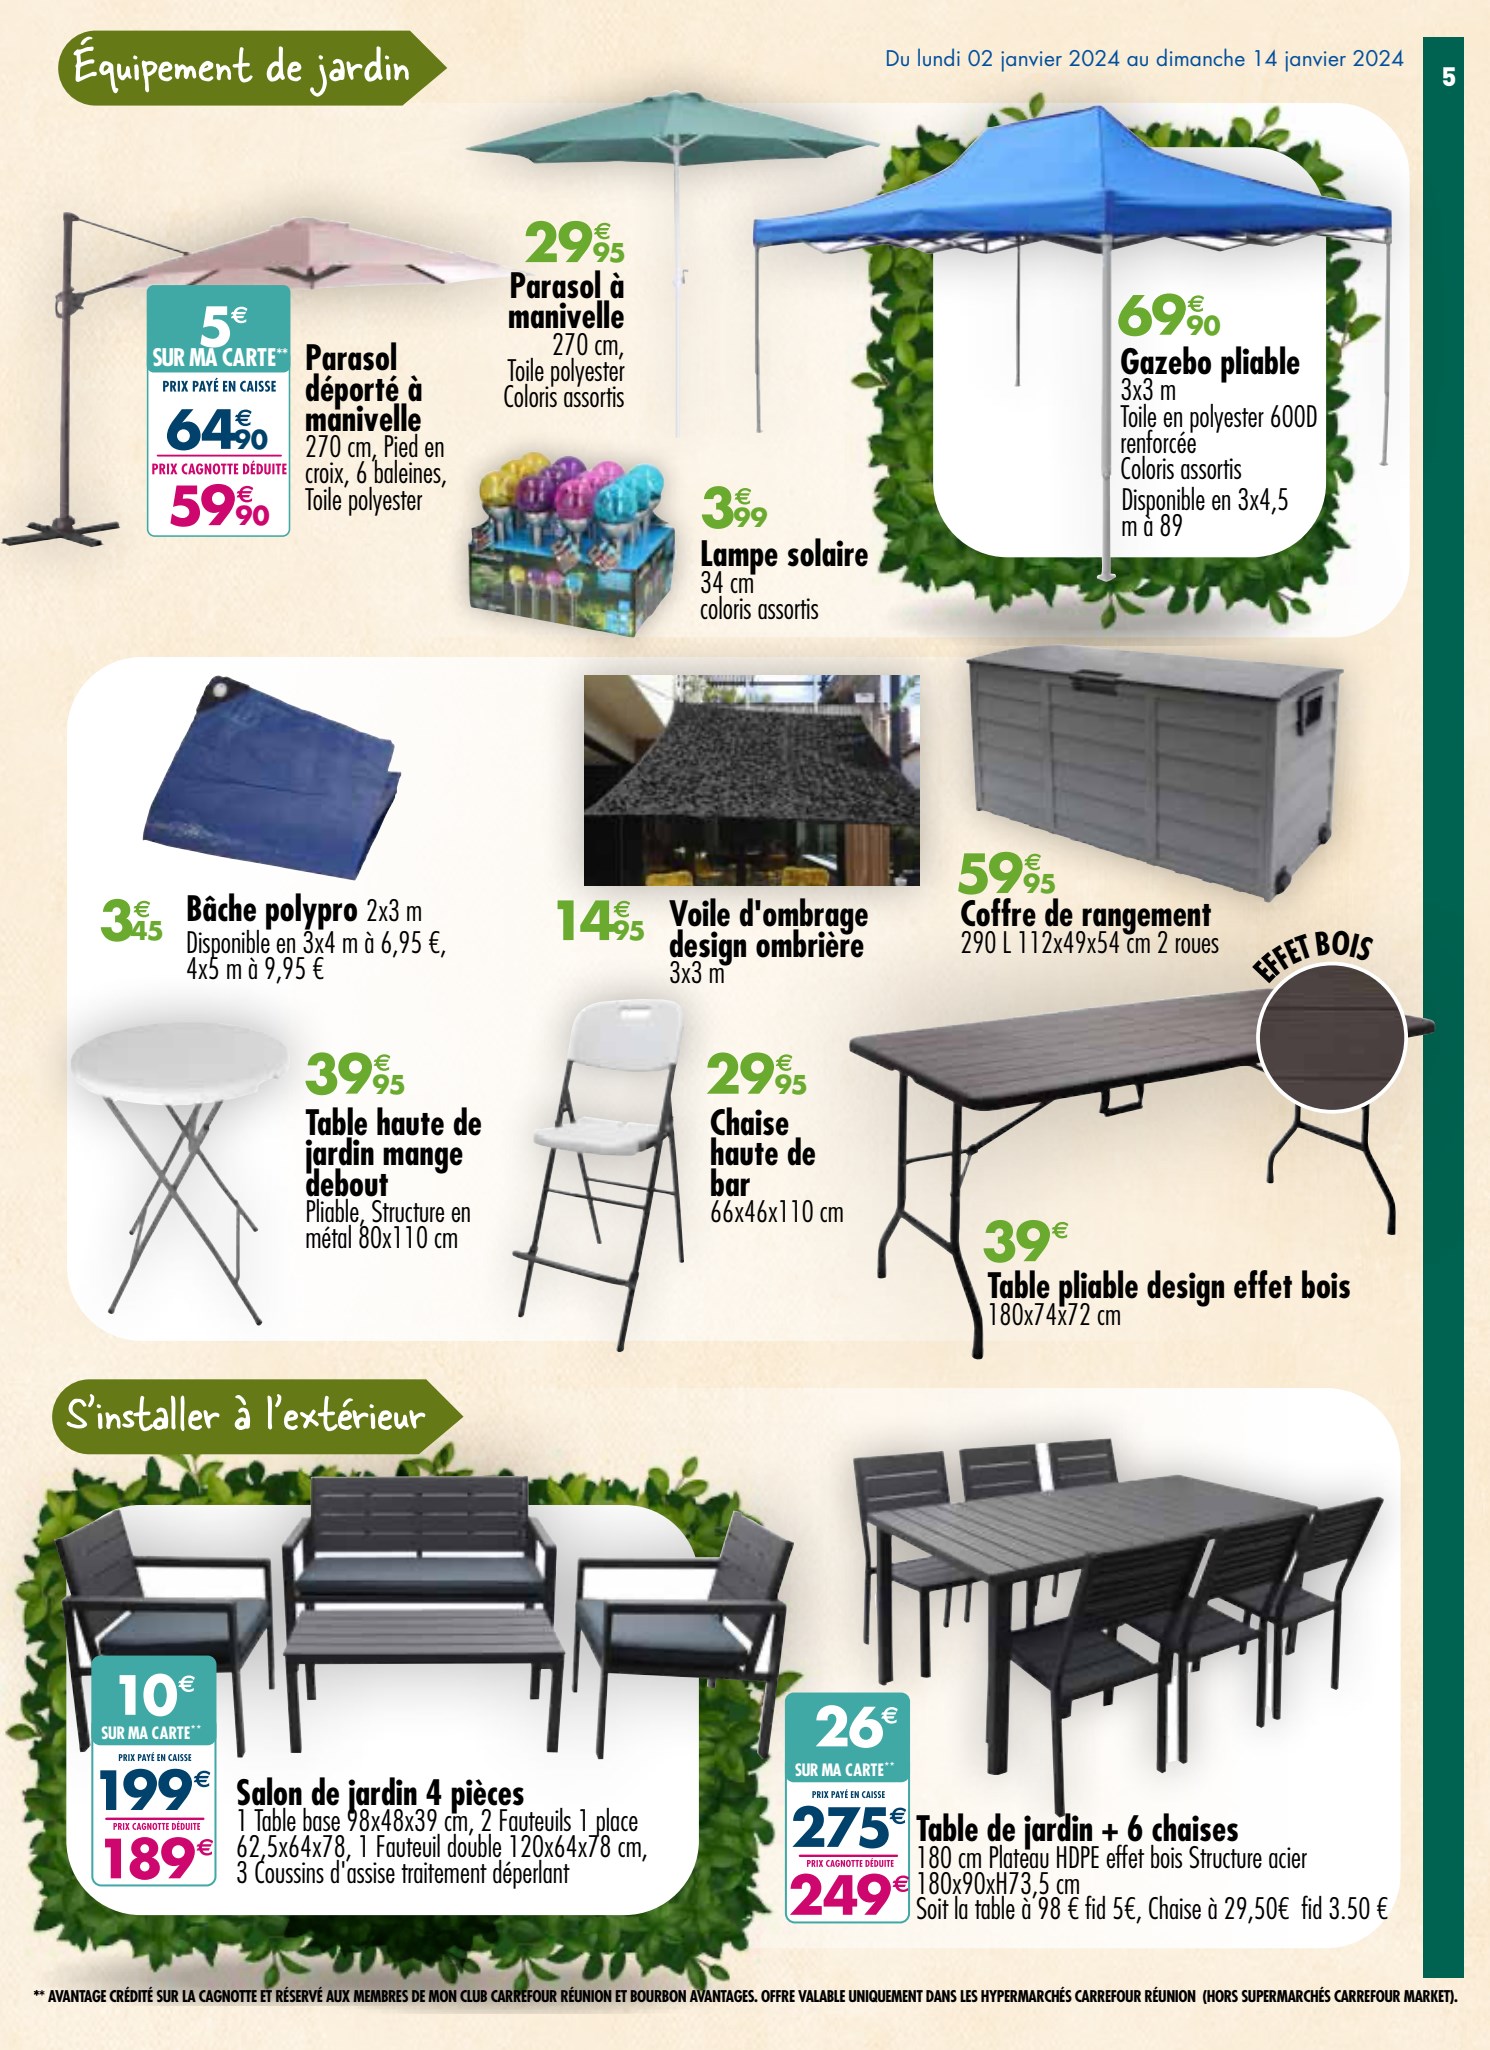 Équipement de jardin
Du lundi 02 janvier 2024 au dimanche 14 janvier 2024
5
5€
SUR MA CARTE**
PRIX PAYÉ EN CAISSE
64€90
PRIX CAGNOTTE DÉDUITE
59€90
Parasol
déporté à
manivelle
270 cm, Pied en
croix, 6 baleines,
Toile polyester
29€95
Parasol à
manivelle
270 cm,
Toile polyester
Coloris assortis
3€99
Lampe solaire
34 cm
coloris assortis
69€90
Gazebo pliable
3x3 m
Toile en polyester 600D
renforcée
Coloris assortis
Disponible en 3x4,5
m à 89
3€45
Bâche polypro 2x3 m
Disponible en 3x4 m à 6,95 €,
4x5 m à 9,95 €
14€95
Voile d'ombrage
design ombrière
3x3 m
59€95
Coffre de rangement
290 L 112x49x54 cm 2 roues
EFFET BOIS
39€95
Table haute de
jardin mange
debout
Pliable, Structure en
métal 80x110 cm
29€95
Chaise
haute de
bar
66x46x110 cm
39€
Table pliable design effet bois
180x74x72 cm
S'installer à l'extérieur
10€
SUR MA CARTE**
PRIX PAYÉ EN CAISSE
199€
PRIX CAGNOTTE DÉDUITE
189€
Salon de jardin 4 pièces
1 Table base 98x48x39 cm, 2 Fauteuils 1 place
62,5x64x78, 1 Fauteuil double 120x64x78 cm,
3 Coussins d'assise traitement déperlant
26€
SUR MA CARTE**
PRIX PAYÉ EN CAISSE
275€
PRIX CAGNOTTE DÉDUITE
249€
Table de jardin + 6 chaises
180 cm Plateau HDPE effet bois Structure acier
180x90xH73,5 cm
Soit la table à 98 € fid 5€, Chaise à 29,50€ fid 3.50 €
** AVANTAGE CRÉDITÉ SUR LA CAGNOTTE ET RÉSERVÉ AUX MEMBRES DE MON CLUB CARREFOUR RÉUNION ET BOURBON AVANTAGES. OFFRE VALABLE UNIQUEMENT DANS LES HYPERMARCHÉS CARREFOUR RÉUNION (HORS SUPERMARCHÉS CARREFOUR MARKET).